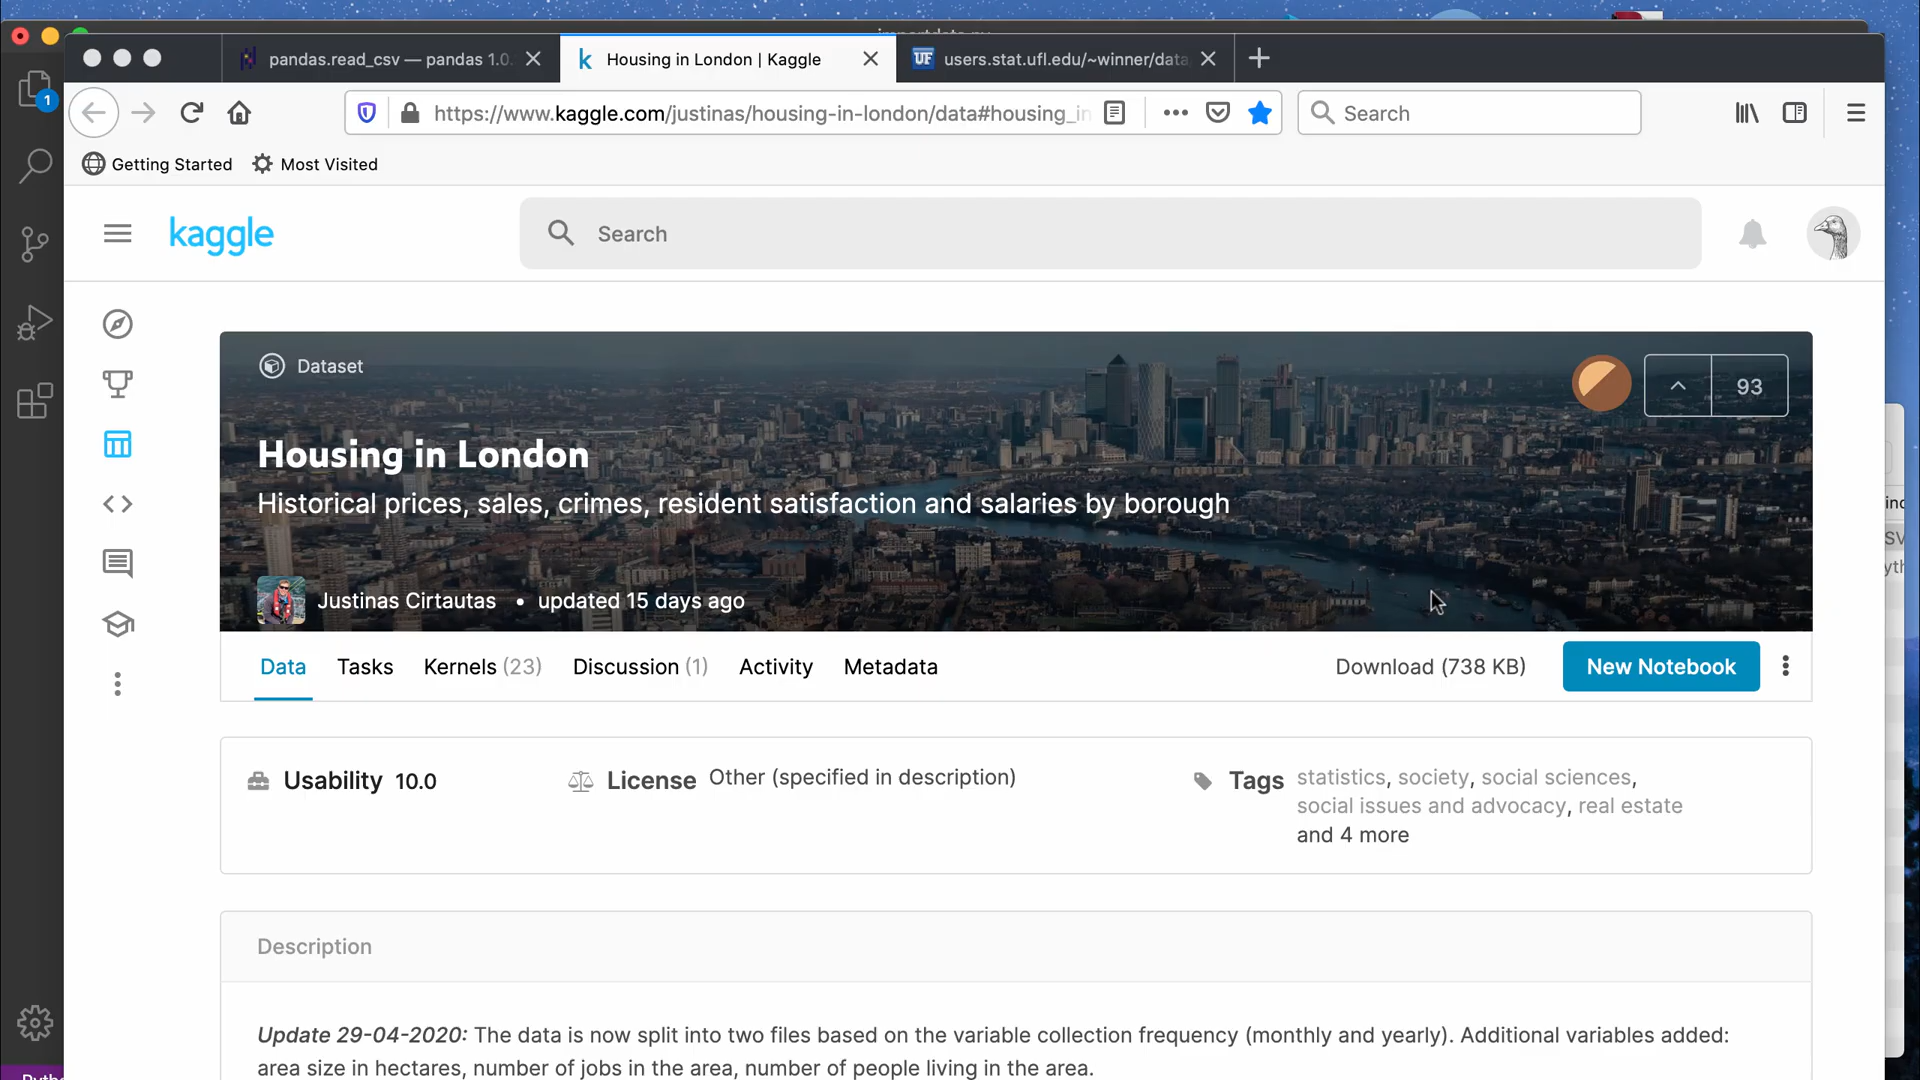 pandas.read_csv — pandas 1.0.
Housing in London | Kaggle
UF users.stat.ufl.edu/~winner/data
1
https://www.kaggle.com/justinas/housing-in-london/data#housing_in
Search
Getting Started
Most Visited
kaggle
Search
Dataset
93
Housing in London
Historical prices, sales, crimes, resident satisfaction and salaries by borough
Justinas Cirtautas • updated 15 days ago
Data Tasks Kernels (23) Discussion (1) Activity Metadata Download (738 KB) New Notebook
Usability 10.0
License Other (specified in description)
Tags statistics, society, social sciences,
social issues and advocacy, real estate
and 4 more
Description
Update 29-04-2020: The data is now split into two files based on the variable collection frequency (monthly and yearly). Additional variables added:
area size in hectares, number of jobs in the area, number of people living in the area.